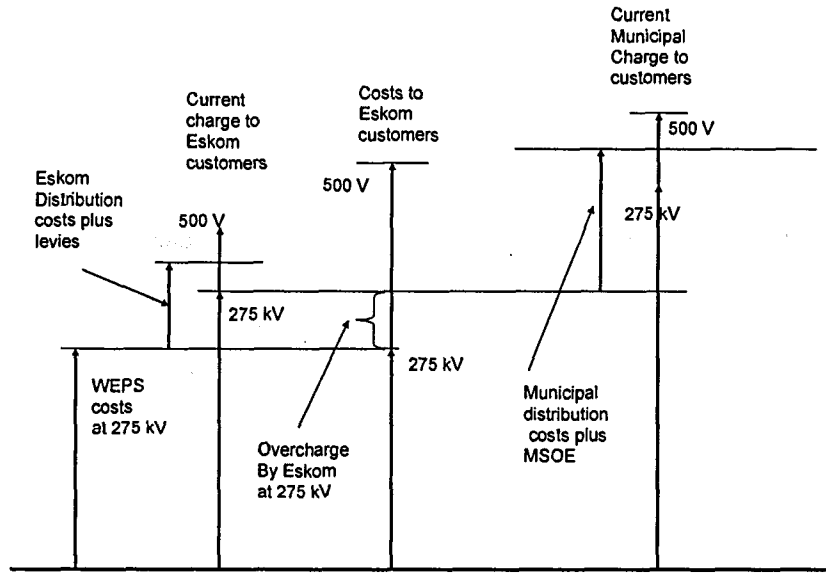 Current
Municipal
Charge to
customers
500 V
275 kV
Costs to
Eskom
customers
500 V
275 kV
Current
charge to
Eskom
customers
500 V
275 kV
Eskom
Distribution
costs plus
levies
WEPS
costs
at 275 kV
Overcharge
By Eskom
at 275 kV
Municipal
distribution
costs plus
MSOE